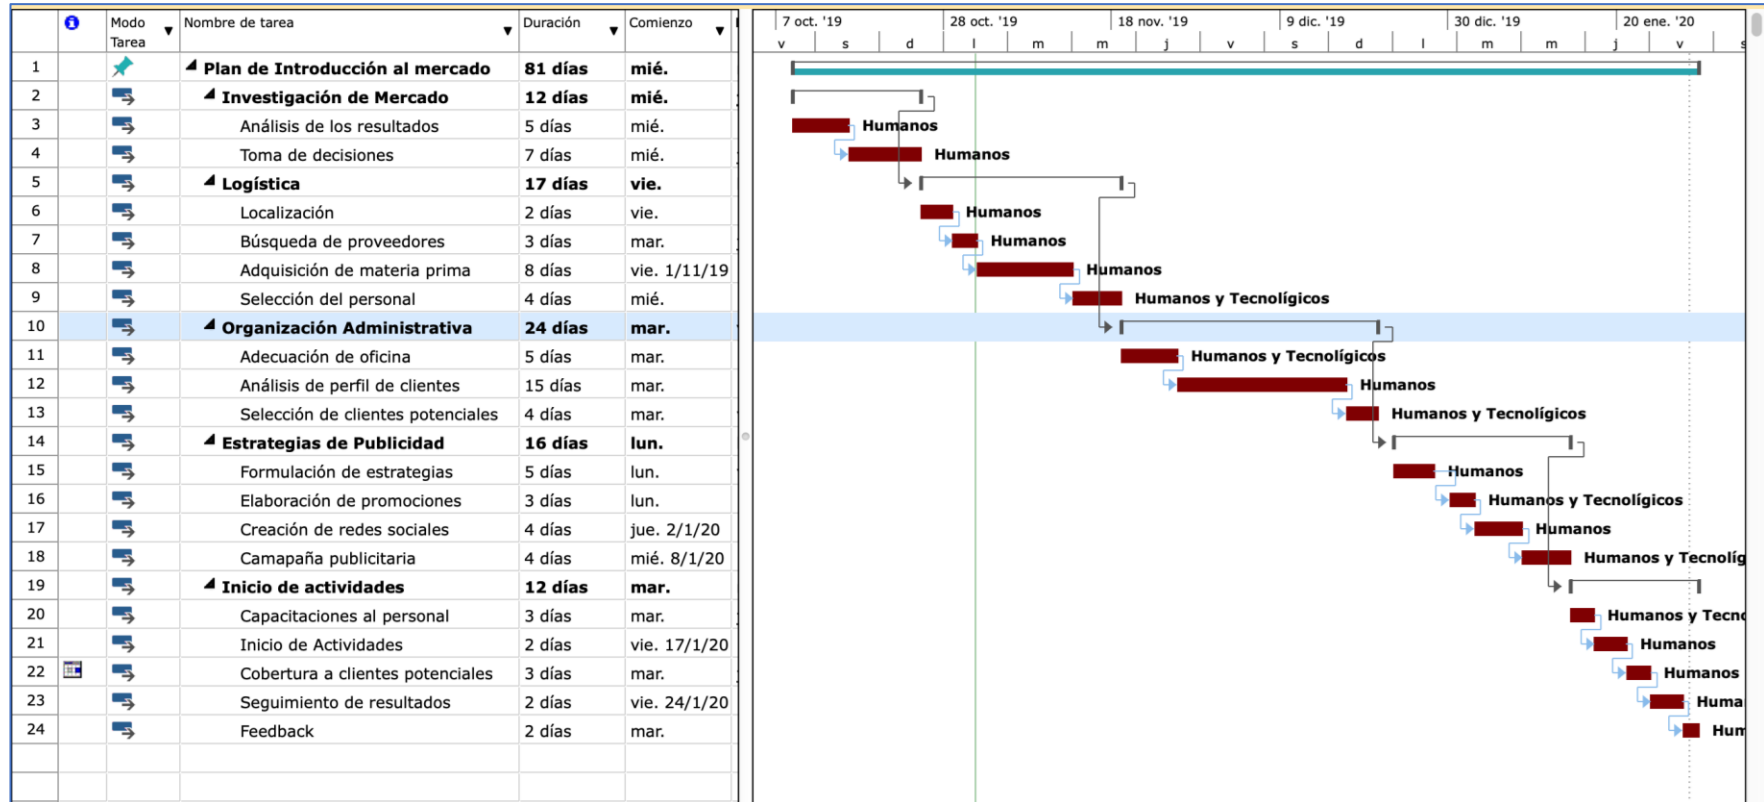 Modo Tarea Nombre de tarea Duración Comienzo
7 oct. '19 28 oct. '19 18 nov. '19 9 dic. '19 30 dic. '19 20 ene. '20
v s d l m m j v s d l m m j v s
1 Plan de Introducción al mercado 81 días mié.
2 Investigación de Mercado 12 días mié.
3 Análisis de los resultados 5 días mié. Humanos
4 Toma de decisiones 7 días mié. Humanos
5 Logística 17 días vie.
6 Localización 2 días vie. Humanos
7 Búsqueda de proveedores 3 días mar. Humanos
8 Adquisición de materia prima 8 días vie. 1/11/19 Humanos
9 Selección del personal 4 días mié. Humanos y Tecnolígicos
10 Organización Administrativa 24 días mar.
11 Adecuación de oficina 5 días mar. Humanos y Tecnolígicos
12 Análisis de perfil de clientes 15 días mar. Humanos
13 Selección de clientes potenciales 4 días mar. Humanos y Tecnolígicos
14 Estrategias de Publicidad 16 días lun.
15 Formulación de estrategias 5 días lun. Humanos
16 Elaboración de promociones 3 días lun. Humanos y Tecnolígicos
17 Creación de redes sociales 4 días jue. 2/1/20 Humanos
18 Camapaña publicitaria 4 días mié. 8/1/20 Humanos y Tecnolíg
19 Inicio de actividades 12 días mar.
20 Capacitaciones al personal 3 días mar. Humanos y Tecno
21 Inicio de Actividades 2 días vie. 17/1/20 Humanos
22 Cobertura a clientes potenciales 3 días mar. Humanos
23 Seguimiento de resultados 2 días vie. 24/1/20 Huma
24 Feedback 2 días mar. Hum